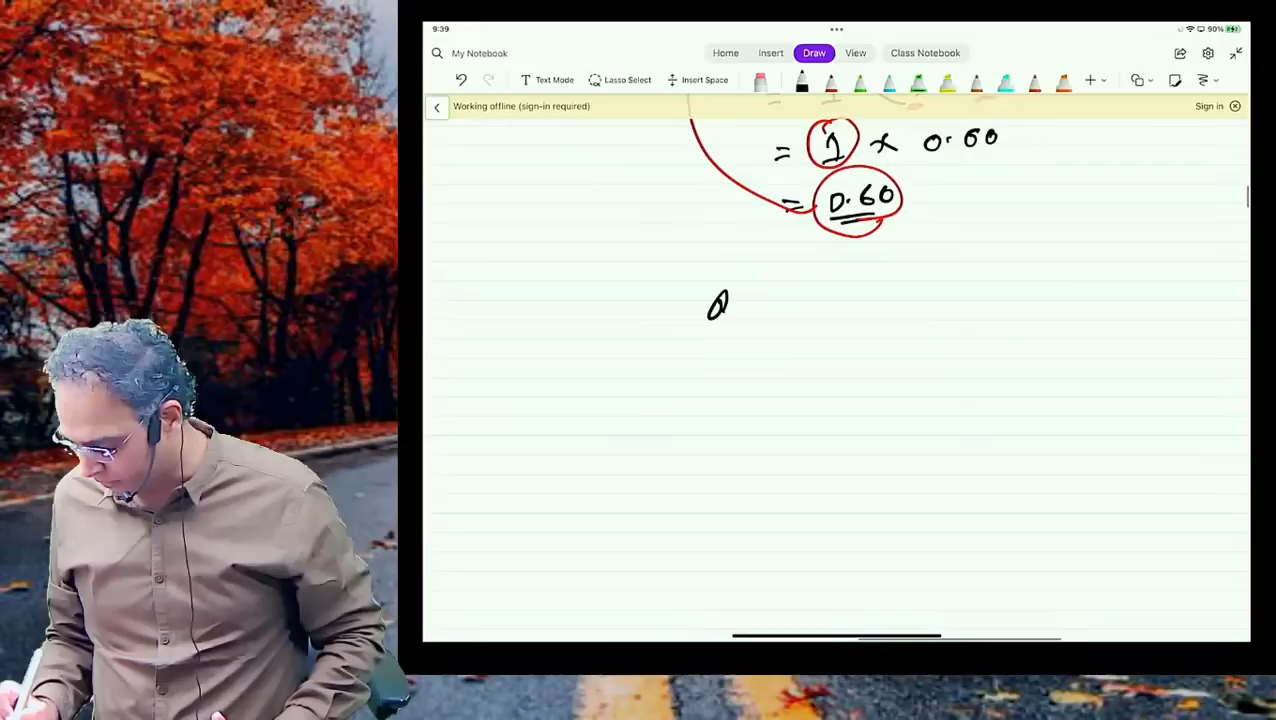 9:39
90%
My Notebook
Home Insert Draw View Class Notebook
Text Mode Lasso Select Insert Space
Working offline (sign-in required) Sign in
= 1 × 0.60
= 0.60